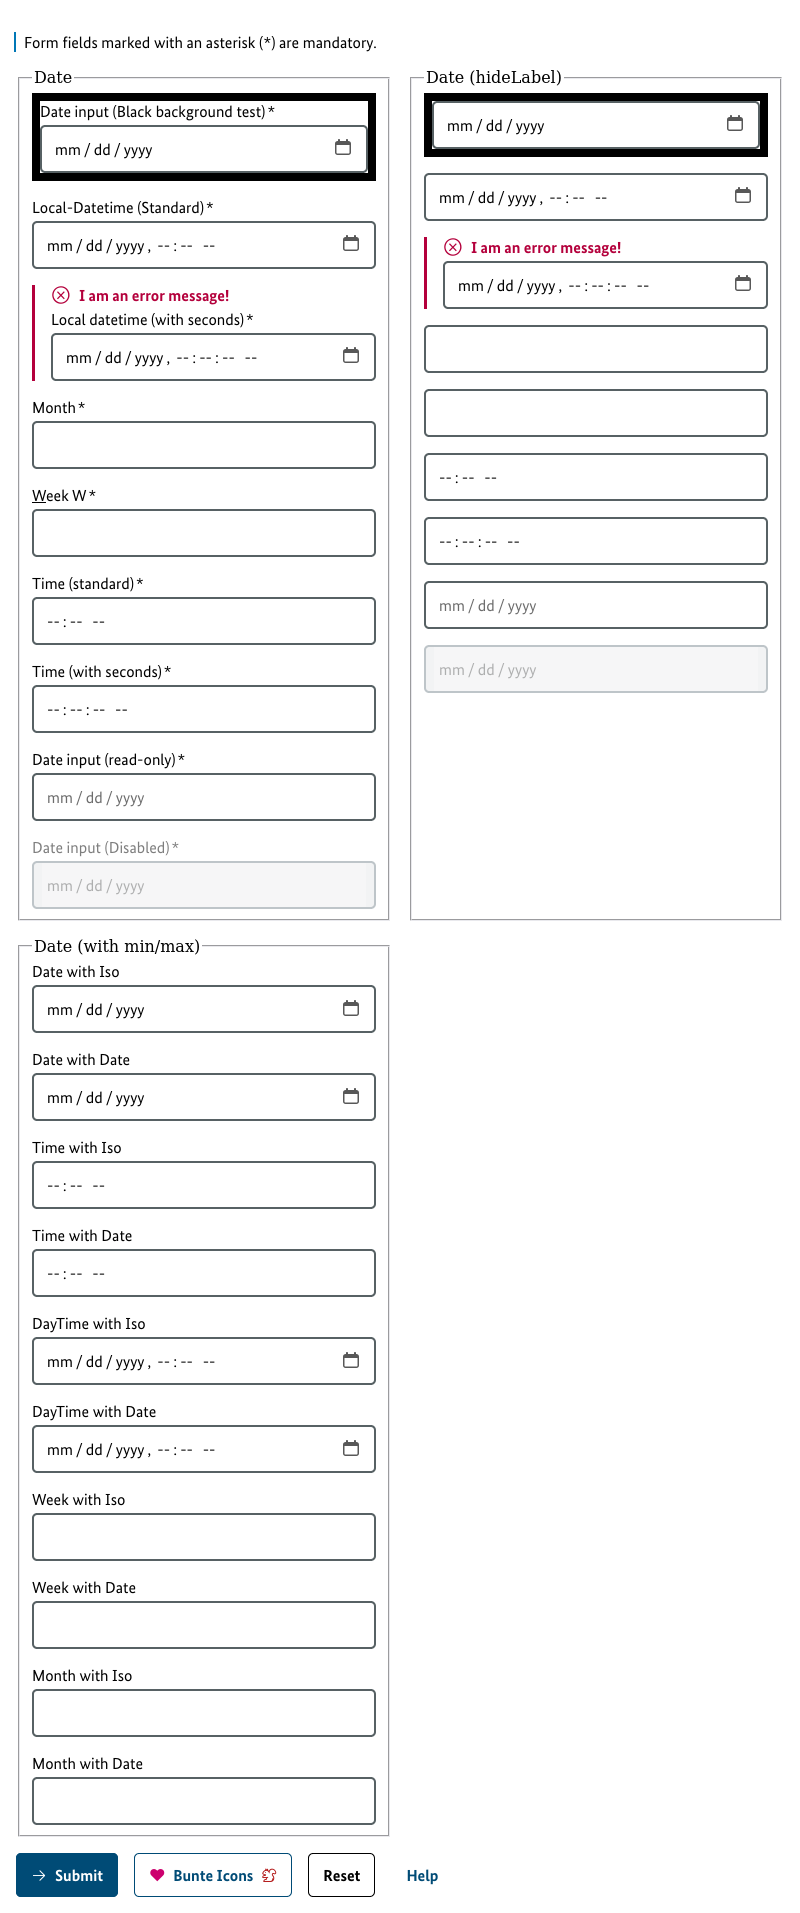 Form fields marked with an asterisk (*) are mandatory.
Date
Date input (Black background test) *
mm / dd / yyyy
Local-Datetime (Standard) *
mm / dd / yyyy , -- : -- --
I am an error message!
Local datetime (with seconds) *
mm / dd / yyyy , -- : -- : -- --
Month *
Week W *
Time (standard) *
-- : -- --
Time (with seconds) *
-- : -- : -- --
Date input (read-only) *
mm / dd / yyyy
Date input (Disabled) *
mm / dd / yyyy
Date (hideLabel)
mm / dd / yyyy
mm / dd / yyyy , -- : -- --
I am an error message!
mm / dd / yyyy , -- : -- : -- --
-- : -- --
-- : -- : -- --
mm / dd / yyyy
mm / dd / yyyy
Date (with min/max)
Date with Iso
mm / dd / yyyy
Date with Date
mm / dd / yyyy
Time with Iso
-- : -- --
Time with Date
-- : -- --
DayTime with Iso
mm / dd / yyyy , -- : -- --
DayTime with Date
mm / dd / yyyy , -- : -- --
Week with Iso
Week with Date
Month with Iso
Month with Date
Submit Bunte Icons Reset Help